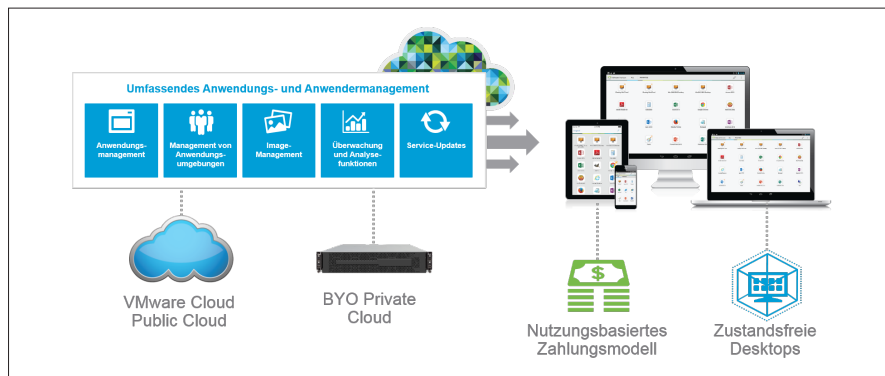 Umfassendes Anwendungs- und Anwendermanagement
Anwendungs-
management
Management von
Anwendungs-
umgebungen
Image-
Management
Überwachung
und Analyse-
funktionen
Service-Updates
VMware Cloud
Public Cloud
BYO Private
Cloud
$
Nutzungsbasiertes
Zahlungsmodell
Zustandsfreie
Desktops